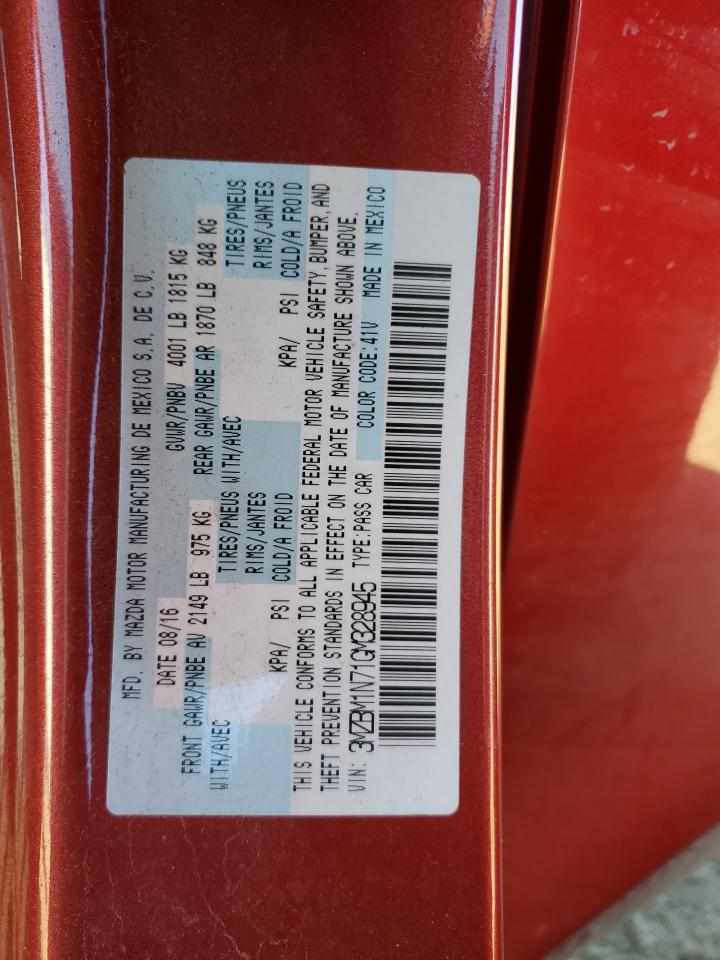 MFD. BY MAZDA MOTOR MANUFACTURING DE MEXICO S.A. DE C.V.
DATE 08/16 GVWR/PNBV 4001 LB 1815 KG
FRONT GAWR/PNBE AV 2149 LB 975 KG REAR GAWR/PNBE AR 1870 LB 848 KG
WITH/AVEC TIRES/PNEUS WITH/AVEC TIRES/PNEUS
RIMS/JANTES RIMS/JANTES
KPA/ PSI COLD/A FROID KPA/ PSI COLD/A FROID
THIS VEHICLE CONFORMS TO ALL APPLICABLE FEDERAL MOTOR VEHICLE SAFETY, BUMPER, AND
THEFT PREVENTION STANDARDS IN EFFECT ON THE DATE OF MANUFACTURE SHOWN ABOVE.
VIN: 3MZBM1N71GM328945 TYPE:PASS CAR COLOR CODE:41V MADE IN MEXICO